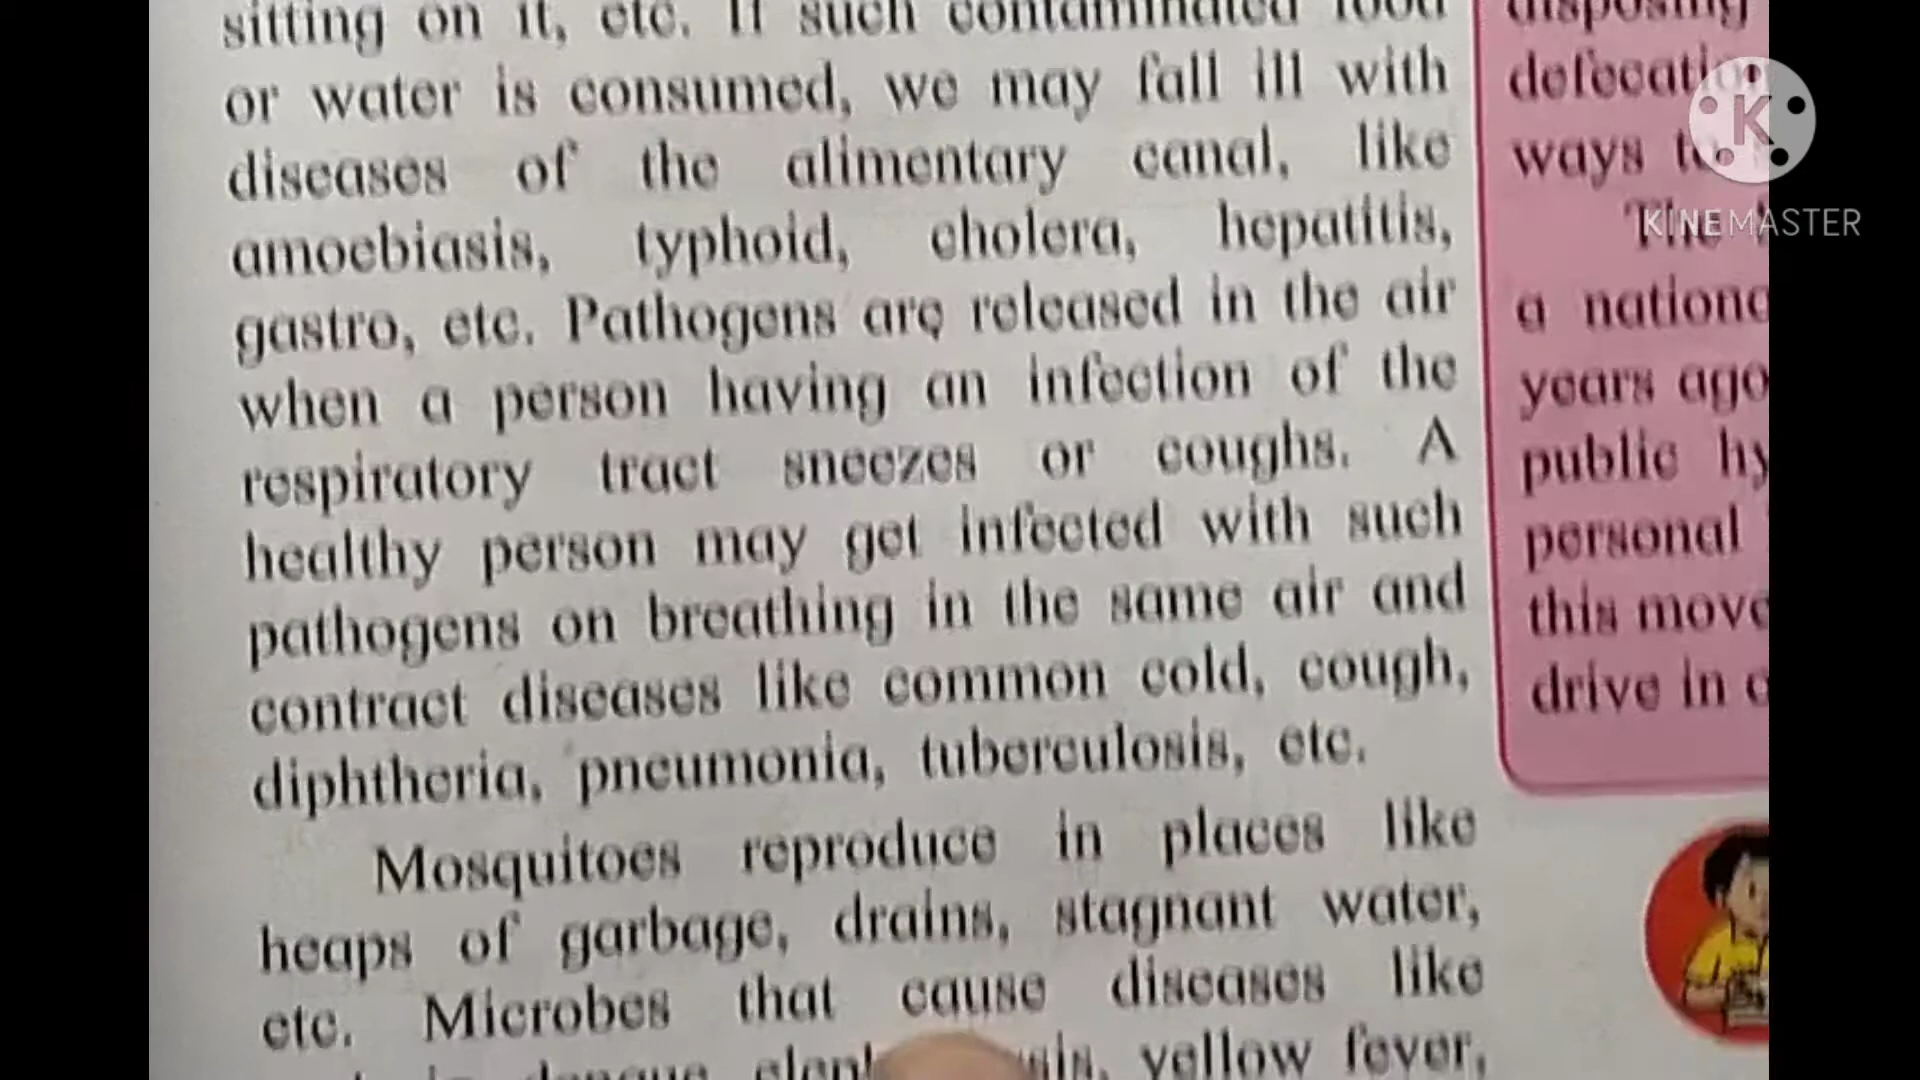 sitting on it, etc. If such contaminated food
or water is consumed, we may fall ill with
diseases of the alimentary canal, like
amoebiasis, typhoid, cholera, hepatitis,
gastro, etc. Pathogens are released in the air
when a person having an infection of the
respiratory tract sneezes or coughs. A
healthy person may get infected with such
pathogens on breathing in the same air and
contract diseases like common cold, cough,
diphtheria, pneumonia, tuberculosis, etc.
Mosquitoes reproduce in places like
heaps of garbage, drains, stagnant water,
etc. Microbes that cause diseases like
dengue, yellow fever,
disposing
defecation
ways to
The
a nationa
years ago
public hy
personal
this move
drive in c
K
KINEMASTER